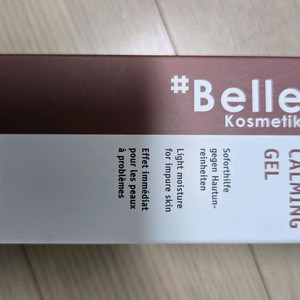 #Belle
Kosmetik
CALMING
GEL
Soforthilfe
gegen Hautun-
reinheiten
Light moisture
for impure skin
Effet immédiat
pour les peaux
à problèmes